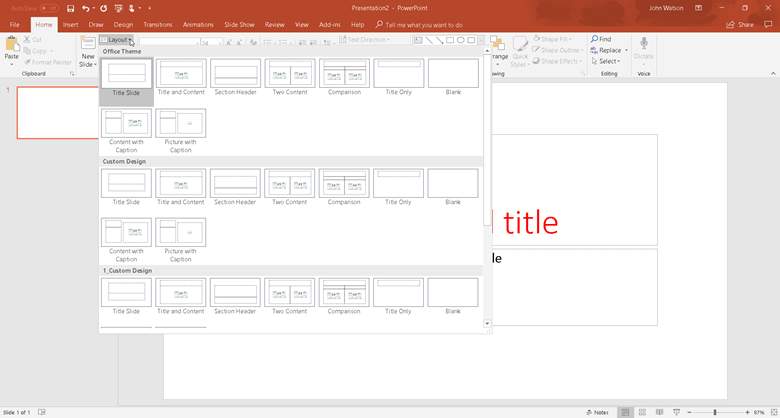 AutoSave
Presentation2 - PowerPoint
John Watson
File Home Insert Draw Design Transitions Animations Slide Show Review View Add-ins Help Tell me what you want to do
Share
Paste
Cut
Copy
Format Painter
Clipboard
New
Slide
Layout
Text Direction
Arrange
Quick
Styles
Shape Fill
Shape Outline
Shape Effects
Find
Replace
Select
Editing
Dictate
Voice
Office Theme
Title Slide Title and Content Section Header Two Content Comparison Title Only Blank
Content with Picture with
Caption Caption
Custom Design
Title Slide Title and Content Section Header Two Content Comparison Title Only Blank
Content with Picture with
Caption Caption
1_Custom Design
Title Slide Title and Content Section Header Two Content Comparison Title Only Blank
1
title
Slide 1 of 1
Notes
97%